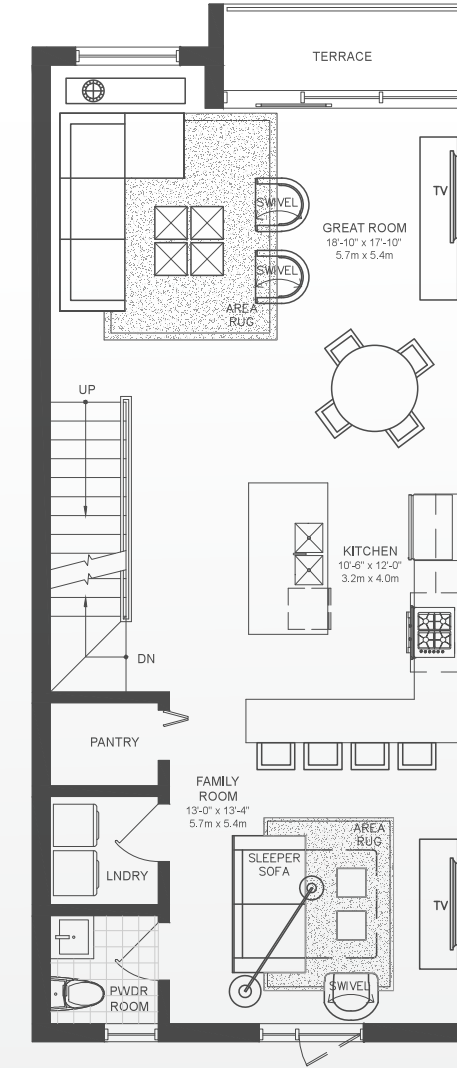 TERRACE
SWIVEL
TV
GREAT ROOM
18'-10" x 17'-10"
5.7m x 5.4m
SWIVEL
AREA
RUG
UP
KITCHEN
10'-6" x 12'-0"
3.2m x 4.0m
DN
PANTRY
FAMILY
ROOM
13'-0" x 13'-4"
5.7m x 5.4m
AREA
RUG
SLEEPER
SOFA
LNDRY
TV
SWIVEL
PWDR
ROOM